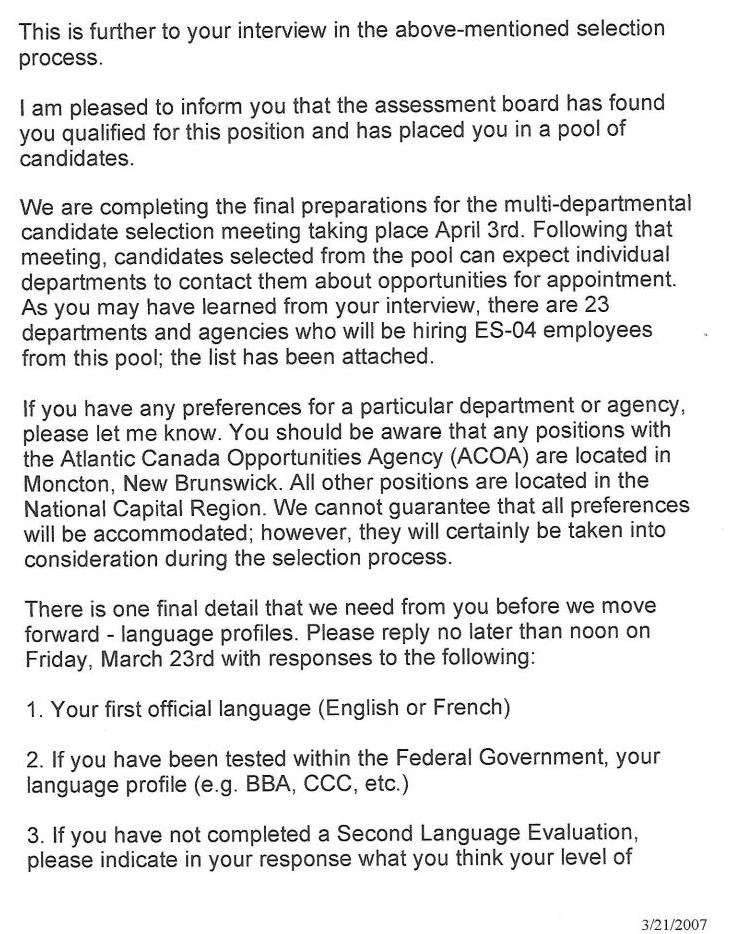 This is further to your interview in the above-mentioned selection
process.
I am pleased to inform you that the assessment board has found
you qualified for this position and has placed you in a pool of
candidates.
We are completing the final preparations for the multi-departmental
candidate selection meeting taking place April 3rd. Following that
meeting, candidates selected from the pool can expect individual
departments to contact them about opportunities for appointment.
As you may have learned from your interview, there are 23
departments and agencies who will be hiring ES-04 employees
from this pool; the list has been attached.
If you have any preferences for a particular department or agency,
please let me know. You should be aware that any positions with
the Atlantic Canada Opportunities Agency (ACOA) are located in
Moncton, New Brunswick. All other positions are located in the
National Capital Region. We cannot guarantee that all preferences
will be accommodated; however, they will certainly be taken into
consideration during the selection process.
There is one final detail that we need from you before we move
forward - language profiles. Please reply no later than noon on
Friday, March 23rd with responses to the following:
1. Your first official language (English or French)
2. If you have been tested within the Federal Government, your
language profile (e.g. BBA, CCC, etc.)
3. If you have not completed a Second Language Evaluation,
please indicate in your response what you think your level of
3/21/2007